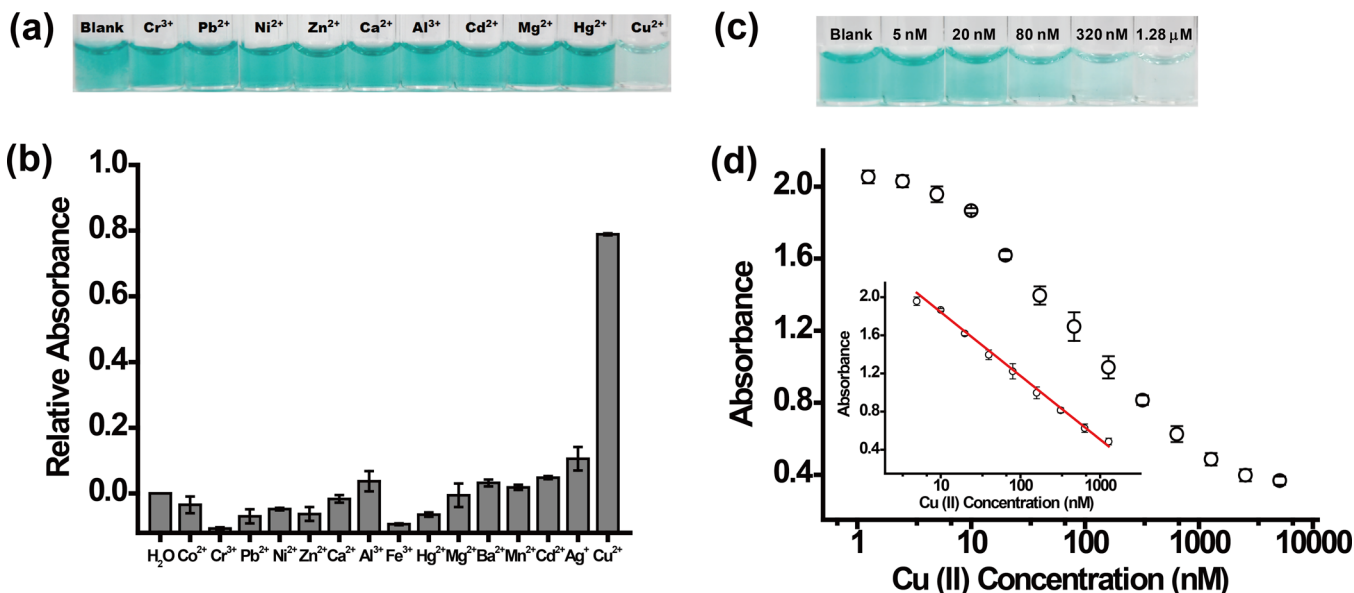 (a)
Blank Cr³⁺ Pb²⁺ Ni²⁺ Zn²⁺ Ca²⁺ Al³⁺ Cd²⁺ Mg²⁺ Hg²⁺ Cu²⁺
(c)
Blank 5 nM 20 nM 80 nM 320 nM 1.28 μM
(b)
1.0
0.8
0.6
0.4
0.2
0.0
Relative Absorbance
H₂O Co²⁺ Cr³⁺ Pb²⁺ Ni²⁺ Zn²⁺ Ca²⁺ Al³⁺ Fe³⁺ Hg²⁺ Mg²⁺ Ba²⁺ Mn²⁺ Cd²⁺ Ag⁺ Cu²⁺
(d)
2.0
1.6
1.2
0.8
0.4
Absorbance
1 10 100 1000 10000
Cu (II) Concentration (nM)
2.0
1.6
1.2
0.8
0.4
Absorbance
10 100 1000
Cu (II) Concentration (nM)